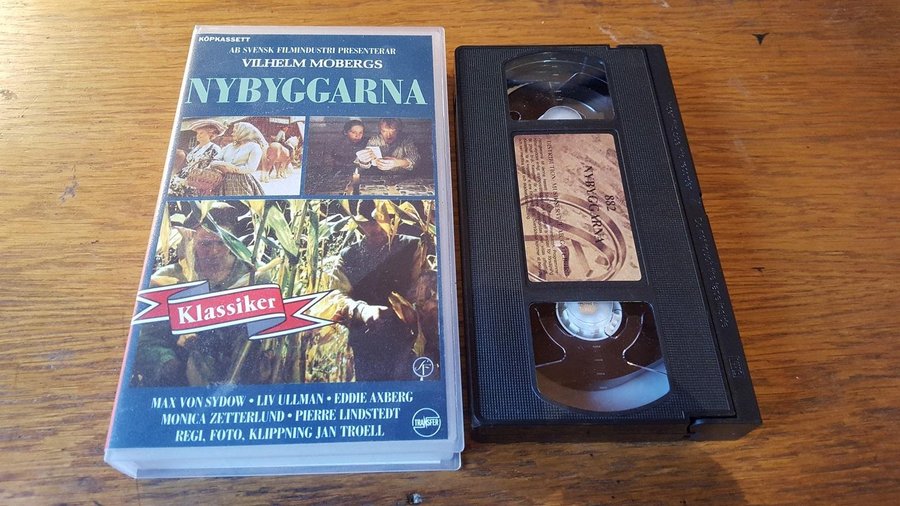 KÖPKASSETT
AB SVENSK FILMINDUSTRI PRESENTERAR
VILHELM MOBERGS
NYBYGGARNA
Klassiker
MAX VON SYDOW • LIV ULLMAN • EDDIE AXBERG
MONICA ZETTERLUND • PIERRE LINDSTEDT
REGI, FOTO, KLIPPNING JAN TROELL
TRANSFER
882
NYBYGGARNA